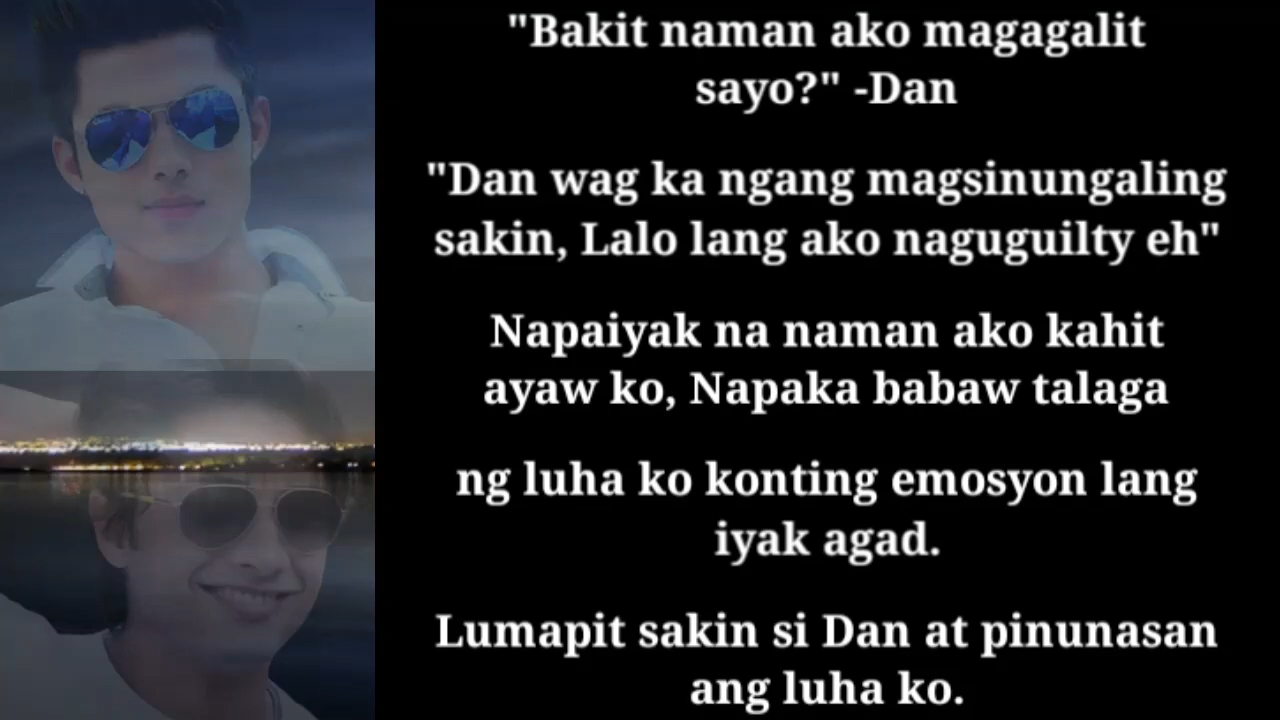 "Bakit naman ako magagalit
sayo?" -Dan
"Dan wag ka ngang magsinungaling
sakin, Lalo lang ako naguguilty eh"
Napaiyak na naman ako kahit
ayaw ko, Napaka babaw talaga
ng luha ko konting emosyon lang
iyak agad.
Lumapit sakin si Dan at pinunasan
ang luha ko.